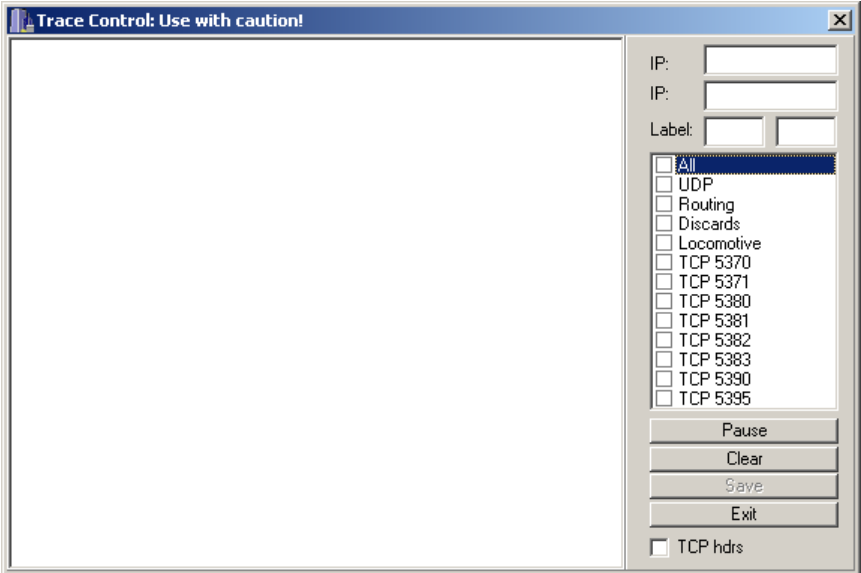 Trace Control: Use with caution!
IP:
IP:
Label:
All
UDP
Routing
Discards
Locomotive
TCP 5370
TCP 5371
TCP 5380
TCP 5381
TCP 5382
TCP 5383
TCP 5390
TCP 5395
Pause
Clear
Save
Exit
TCP hdrs